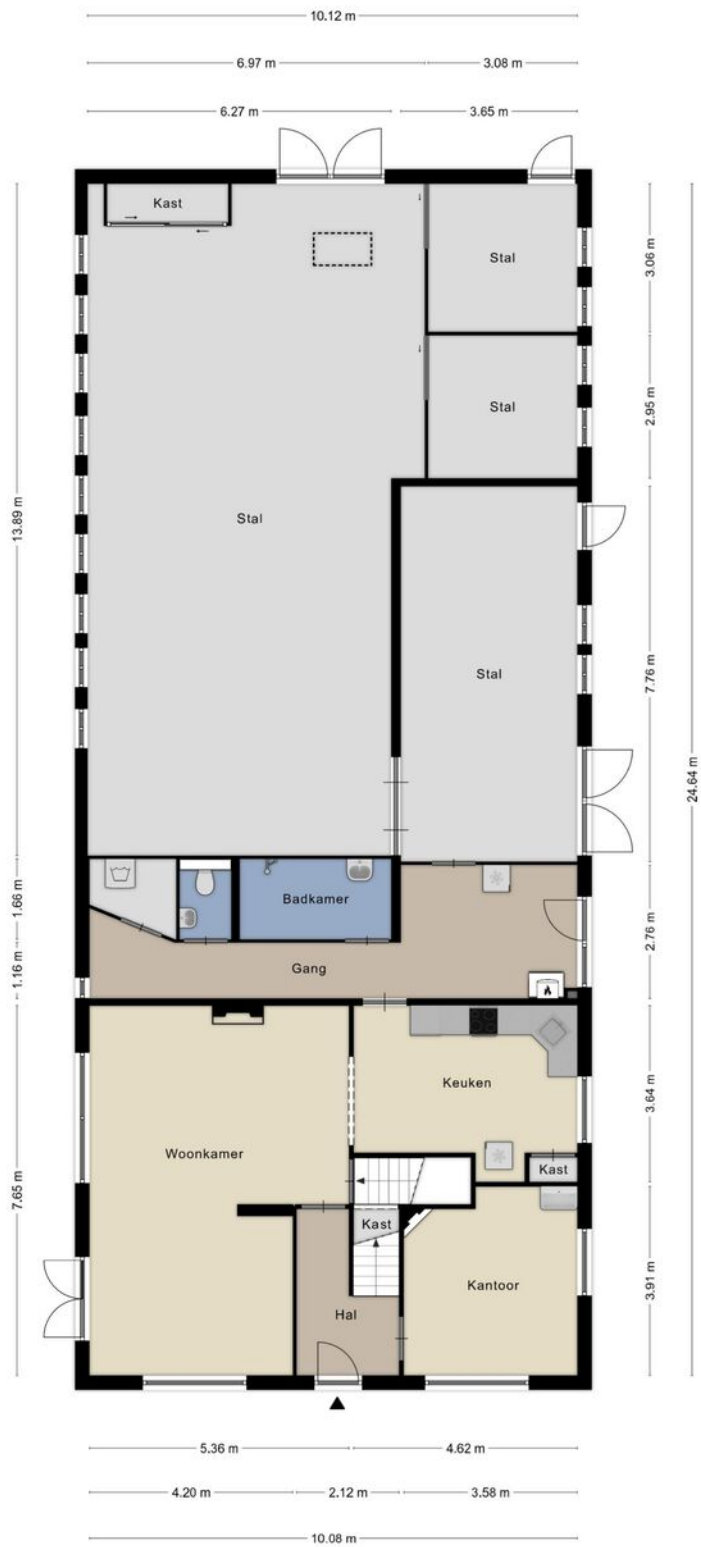 10.12 m
6.97 m
3.08 m
6.27 m
3.65 m
Kast
Stal
3.06 m
Stal
2.95 m
13.89 m
Stal
Stal
7.76 m
24.64 m
1.66 m
Badkamer
2.76 m
1.16 m
Gang
Keuken
3.64 m
Woonkamer
Kast
7.65 m
Kast
Kantoor
3.91 m
Hal
5.36 m
4.62 m
4.20 m
2.12 m
3.58 m
10.08 m